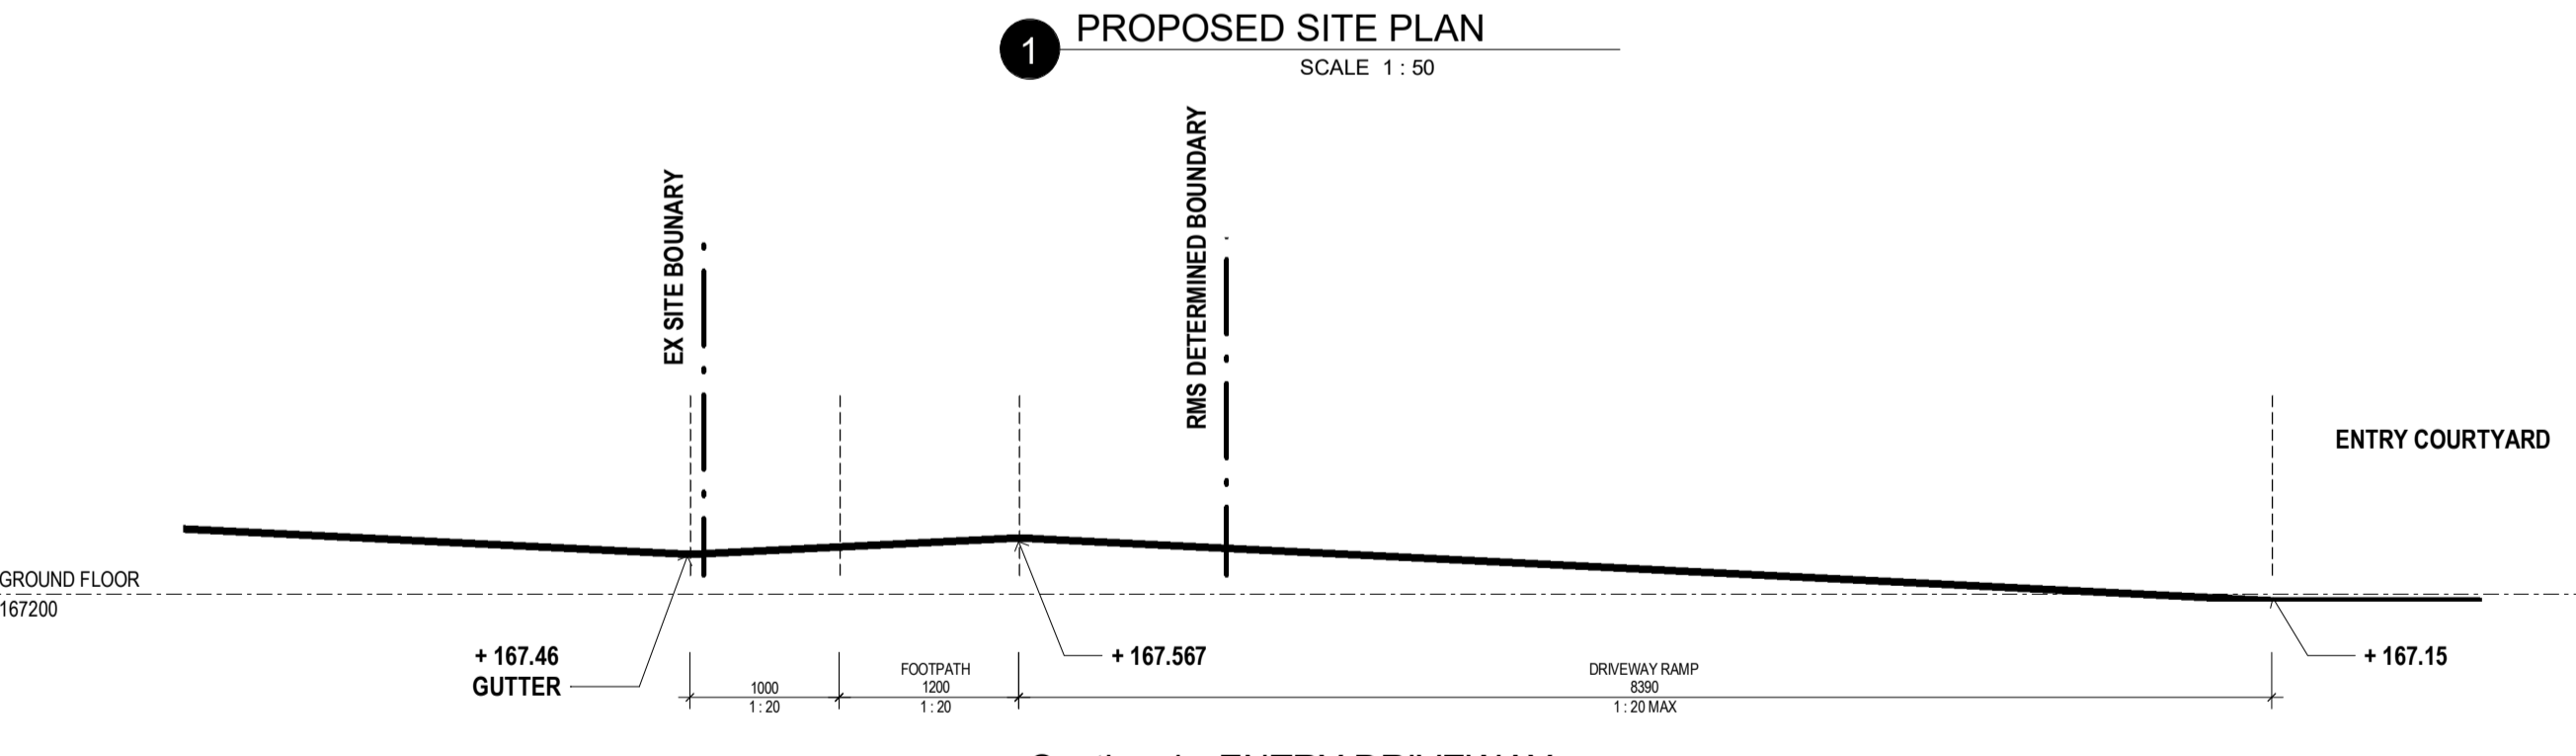 1
PROPOSED SITE PLAN
SCALE 1 : 50
EX SITE BOUNARY
RMS DETERMINED BOUNDARY
ENTRY COURTYARD
GROUND FLOOR
167200
+ 167.46
GUTTER
+ 167.567
+ 167.15
1000
1 : 20
FOOTPATH
1200
1 : 20
DRIVEWAY RAMP
8390
1 : 20 MAX
ENTRY DRIVEWAY